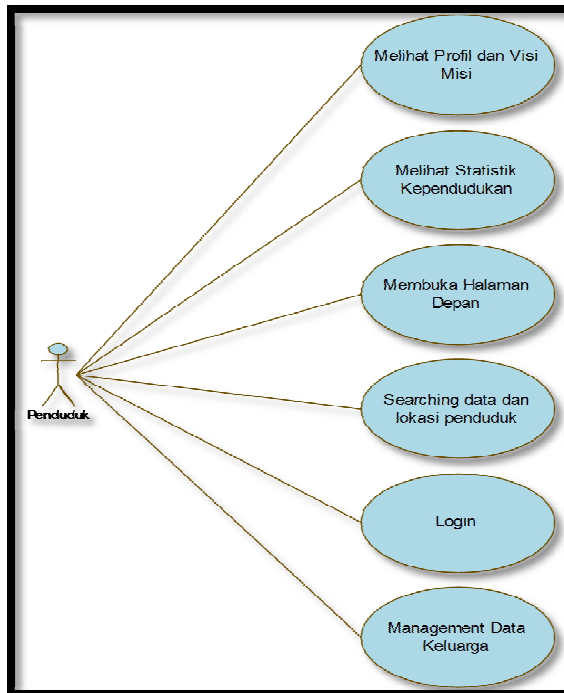 Melihat Profil dan Visi
Misi
Melihat Statistik
Kependudukan
Membuka Halaman
Depan
Searching data dan
lokasi penduduk
Login
Management Data
Keluarga
Penduduk